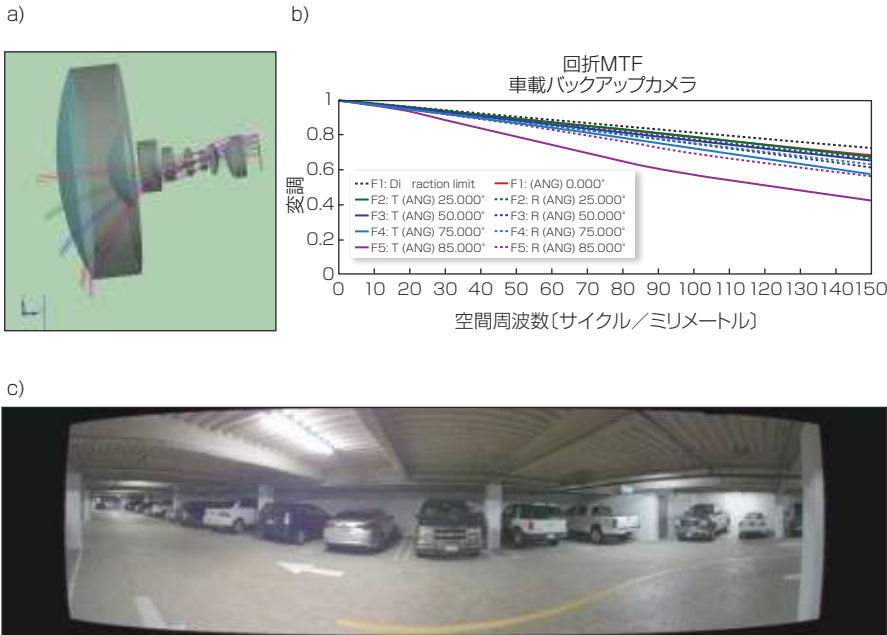 a)
b)
回折MTF
車載バックアップカメラ
変調
1
0.8
0.6
0.4
0.2
0
F1: Di raction limit
F1: (ANG) 0.000°
F2: T (ANG) 25.000°
F2: R (ANG) 25.000°
F3: T (ANG) 50.000°
F3: R (ANG) 50.000°
F4: T (ANG) 75.000°
F4: R (ANG) 75.000°
F5: T (ANG) 85.000°
F5: R (ANG) 85.000°
0 10 20 30 40 50 60 70 80 90 100 110 120 130 140 150
空間周波数〔サイクル／ミリメートル〕
c)